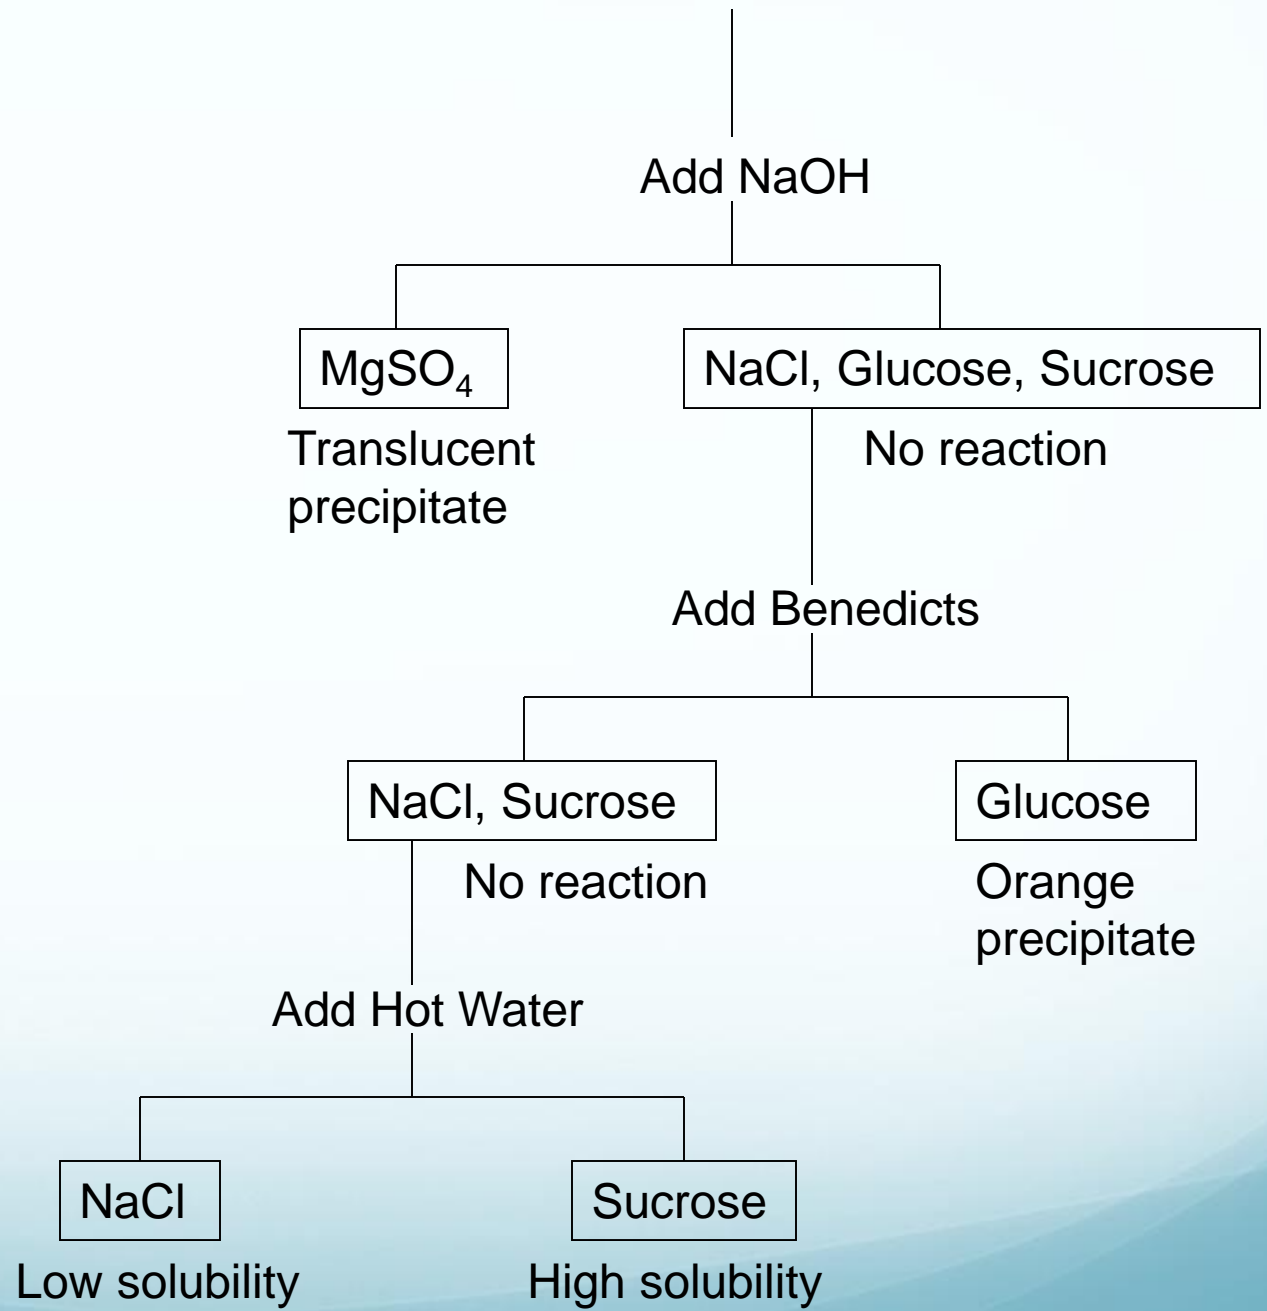 Add NaOH
MgSO₄
NaCl, Glucose, Sucrose
Translucent
precipitate
No reaction
Add Benedicts
NaCl, Sucrose
Glucose
No reaction
Orange
precipitate
Add Hot Water
NaCl
Sucrose
Low solubility
High solubility